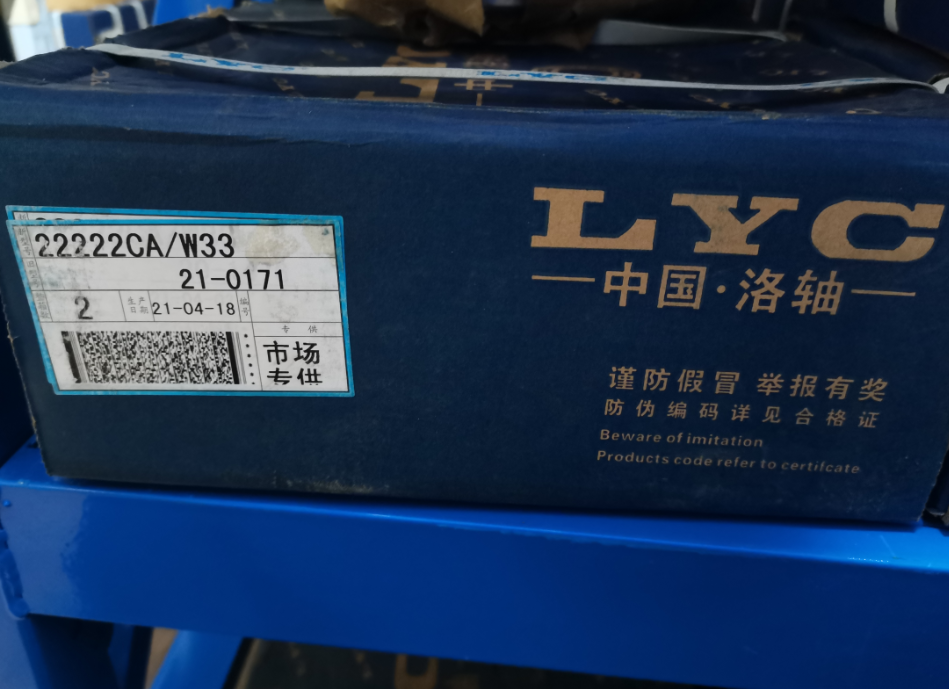 22222CA/W33
21-0171
2
生产日期
21-04-18
编号
专 供
市场
专供
LYC
中国·洛轴
谨防假冒 举报有奖
防伪编码详见合格证
Beware of imitation
Products code refer to certifcate